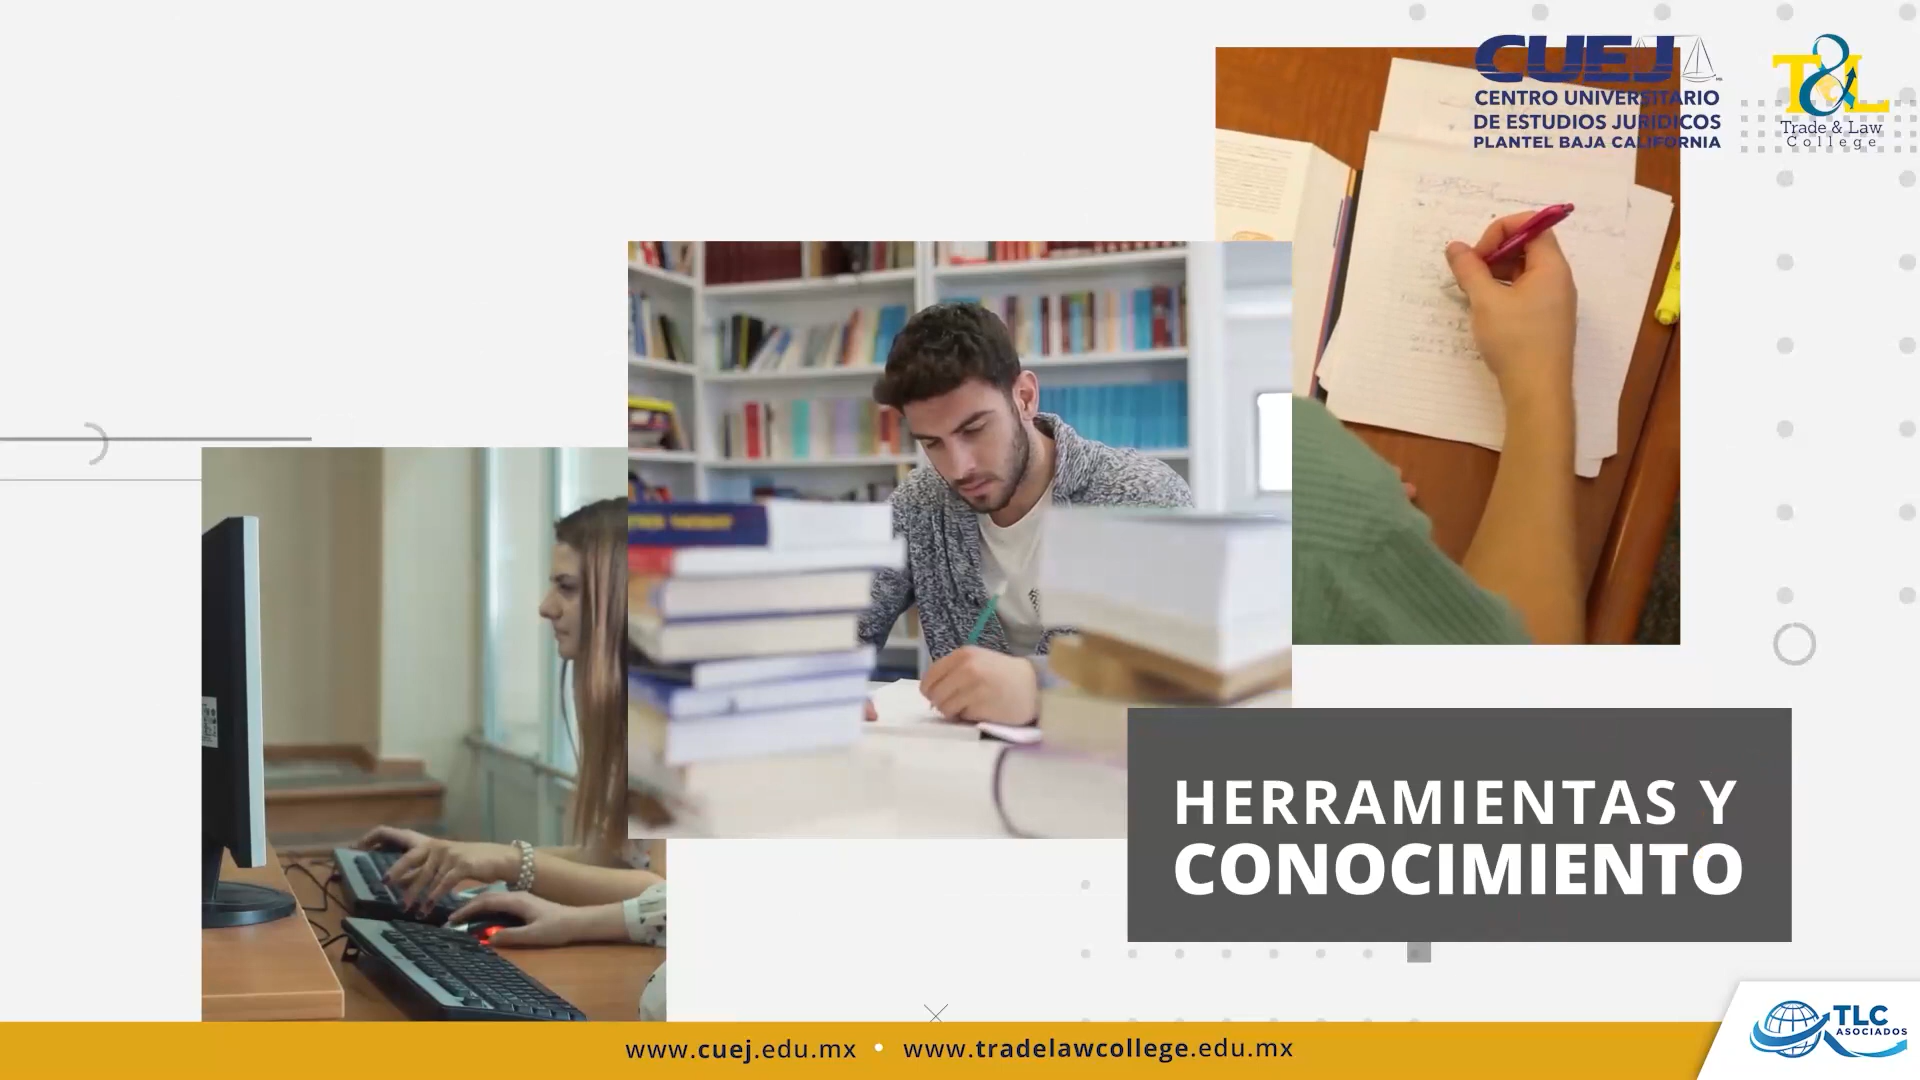 CUEJ
CENTRO UNIVERSITARIO
DE ESTUDIOS JURIDICOS
PLANTEL BAJA CALIFORNIA
T&L
Trade & Law
College
HERRAMIENTAS Y
CONOCIMIENTO
www.cuej.edu.mx • www.tradelawcollege.edu.mx
TLC
ASOCIADOS